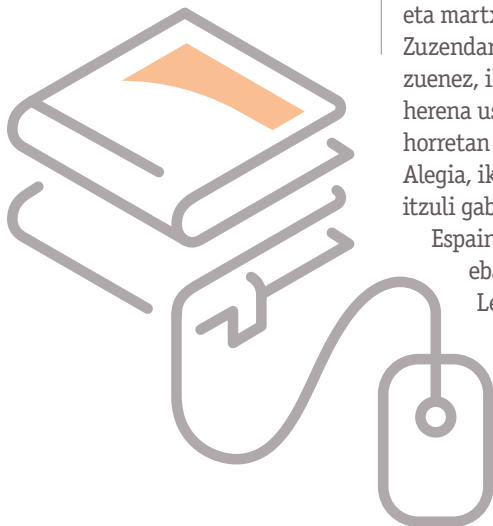 eta martx
Zuzendar
zuenez, i
herena us
horretan
Alegia, ik
itzuli gab
Espain
eba
Le